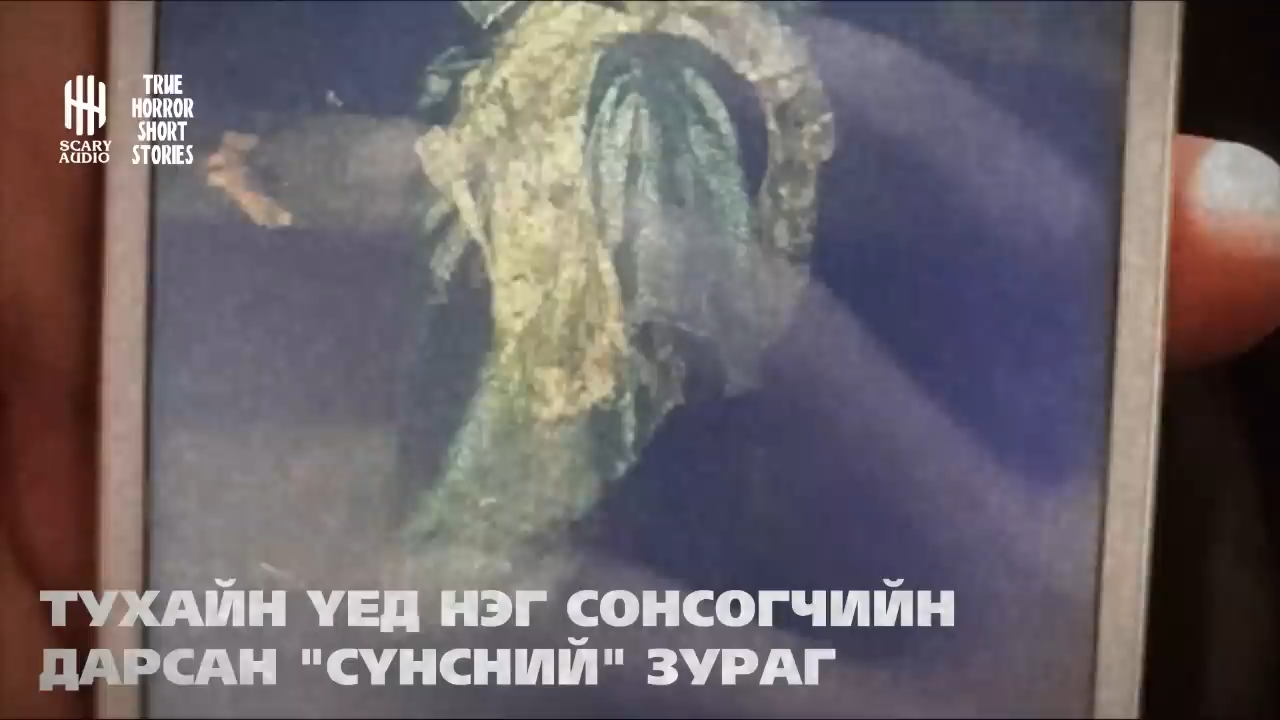 SCARY
AUDIO
TRUE
HORROR
SHORT
STORIES
ТУХАЙН ҮЕД НЭГ СОНСОГЧИЙН
ДАРСАН "СҮНСНИЙ" ЗУРАГ